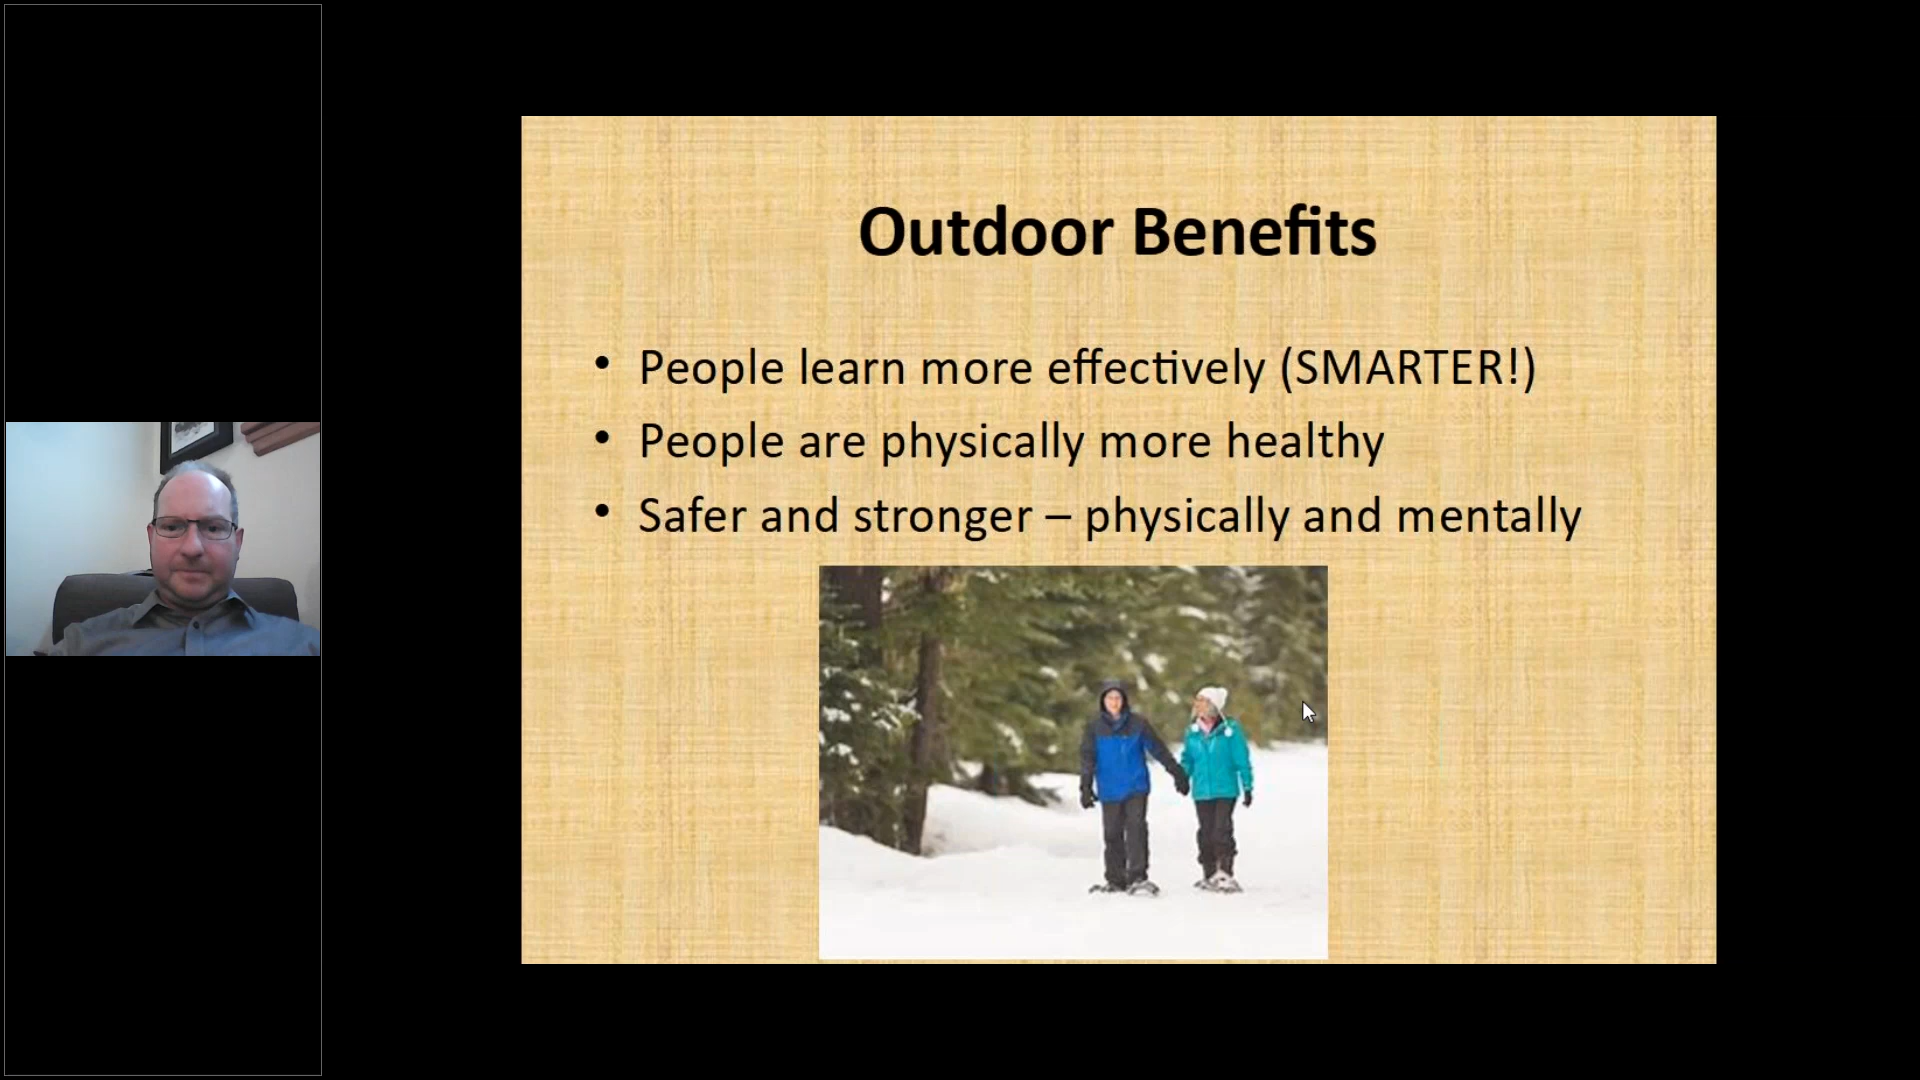 Outdoor Benefits
• People learn more effectively (SMARTER!)
• People are physically more healthy
• Safer and stronger – physically and mentally